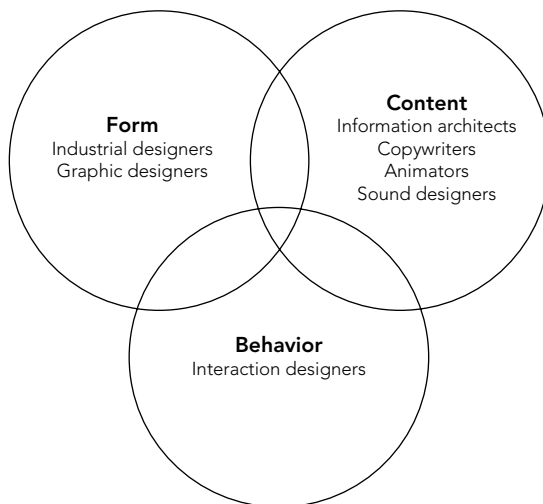 Form
Industrial designers
Graphic designers
Content
Information architects
Copywriters
Animators
Sound designers
Behavior
Interaction designers